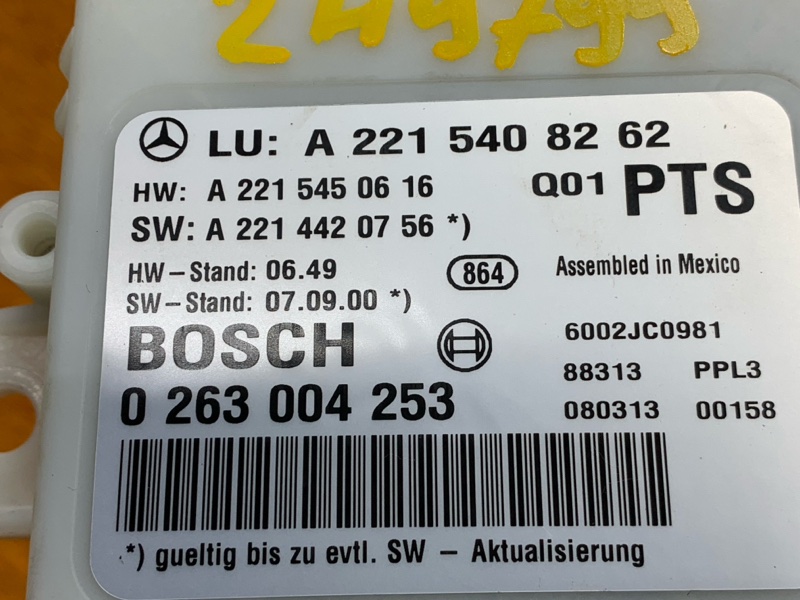 LU: A 221 540 82 62
HW: A 221 545 06 16 Q01 PTS
SW: A 221 442 07 56 *)
HW – Stand: 06.49 864 Assembled in Mexico
SW – Stand: 07.09.00 *)
BOSCH 6002JC0981
88313 PPL3
0 263 004 253 080313 00158
*) gueltig bis zu evtl. SW – Aktualisierung